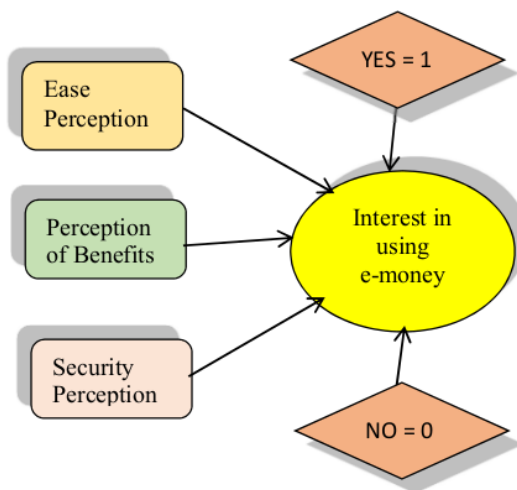 YES = 1
Ease
Perception
Perception
of Benefits
Interest in
using
e-money
Security
Perception
NO = 0